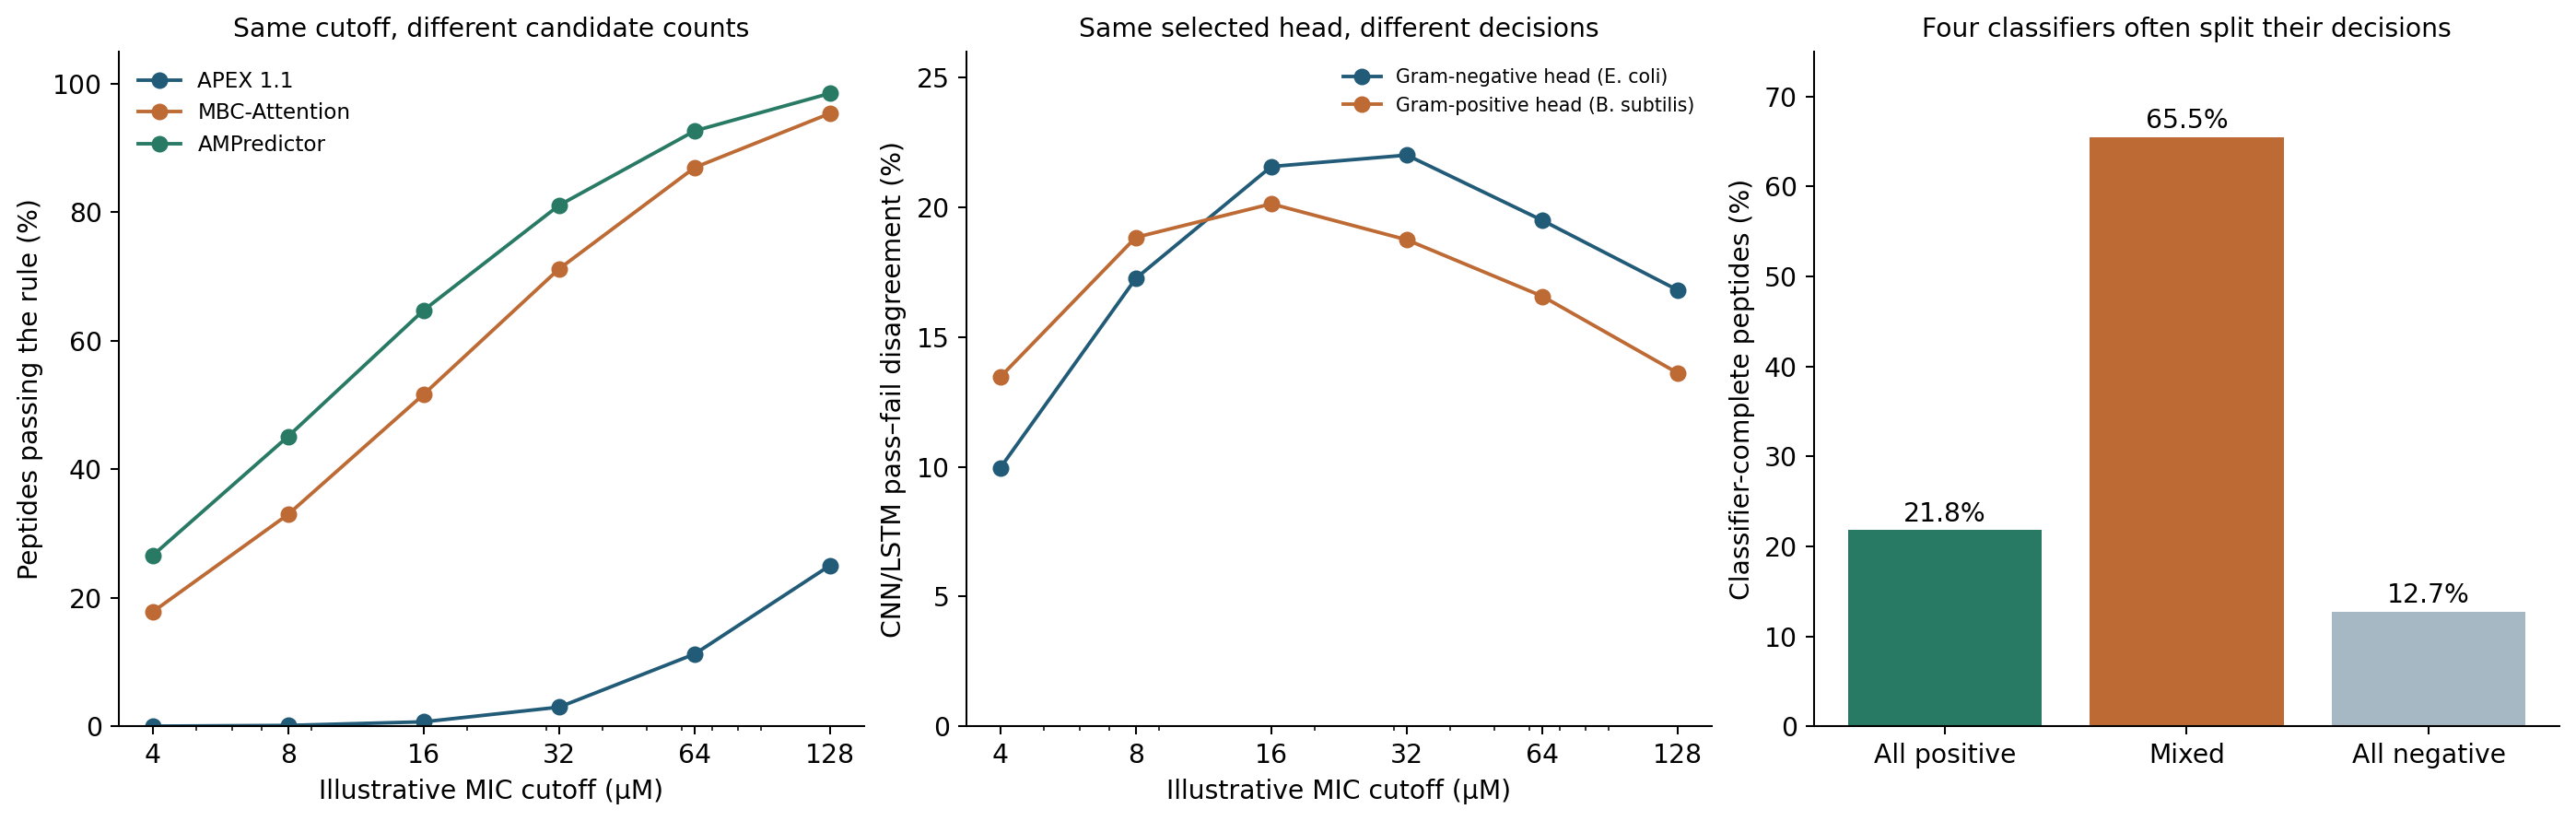 Same cutoff, different candidate counts
Peptides passing the rule (%)
100
80
60
40
20
0
APEX 1.1
MBC-Attention
AMPredictor
4 8 16 32 64 128
Illustrative MIC cutoff (μM)
Same selected head, different decisions
CNN/LSTM pass–fail disagreement (%)
25
20
15
10
5
0
Gram-negative head (E. coli)
Gram-positive head (B. subtilis)
4 8 16 32 64 128
Illustrative MIC cutoff (μM)
Four classifiers often split their decisions
Classifier-complete peptides (%)
70
60
50
40
30
20
10
0
21.8%
65.5%
12.7%
All positive Mixed All negative